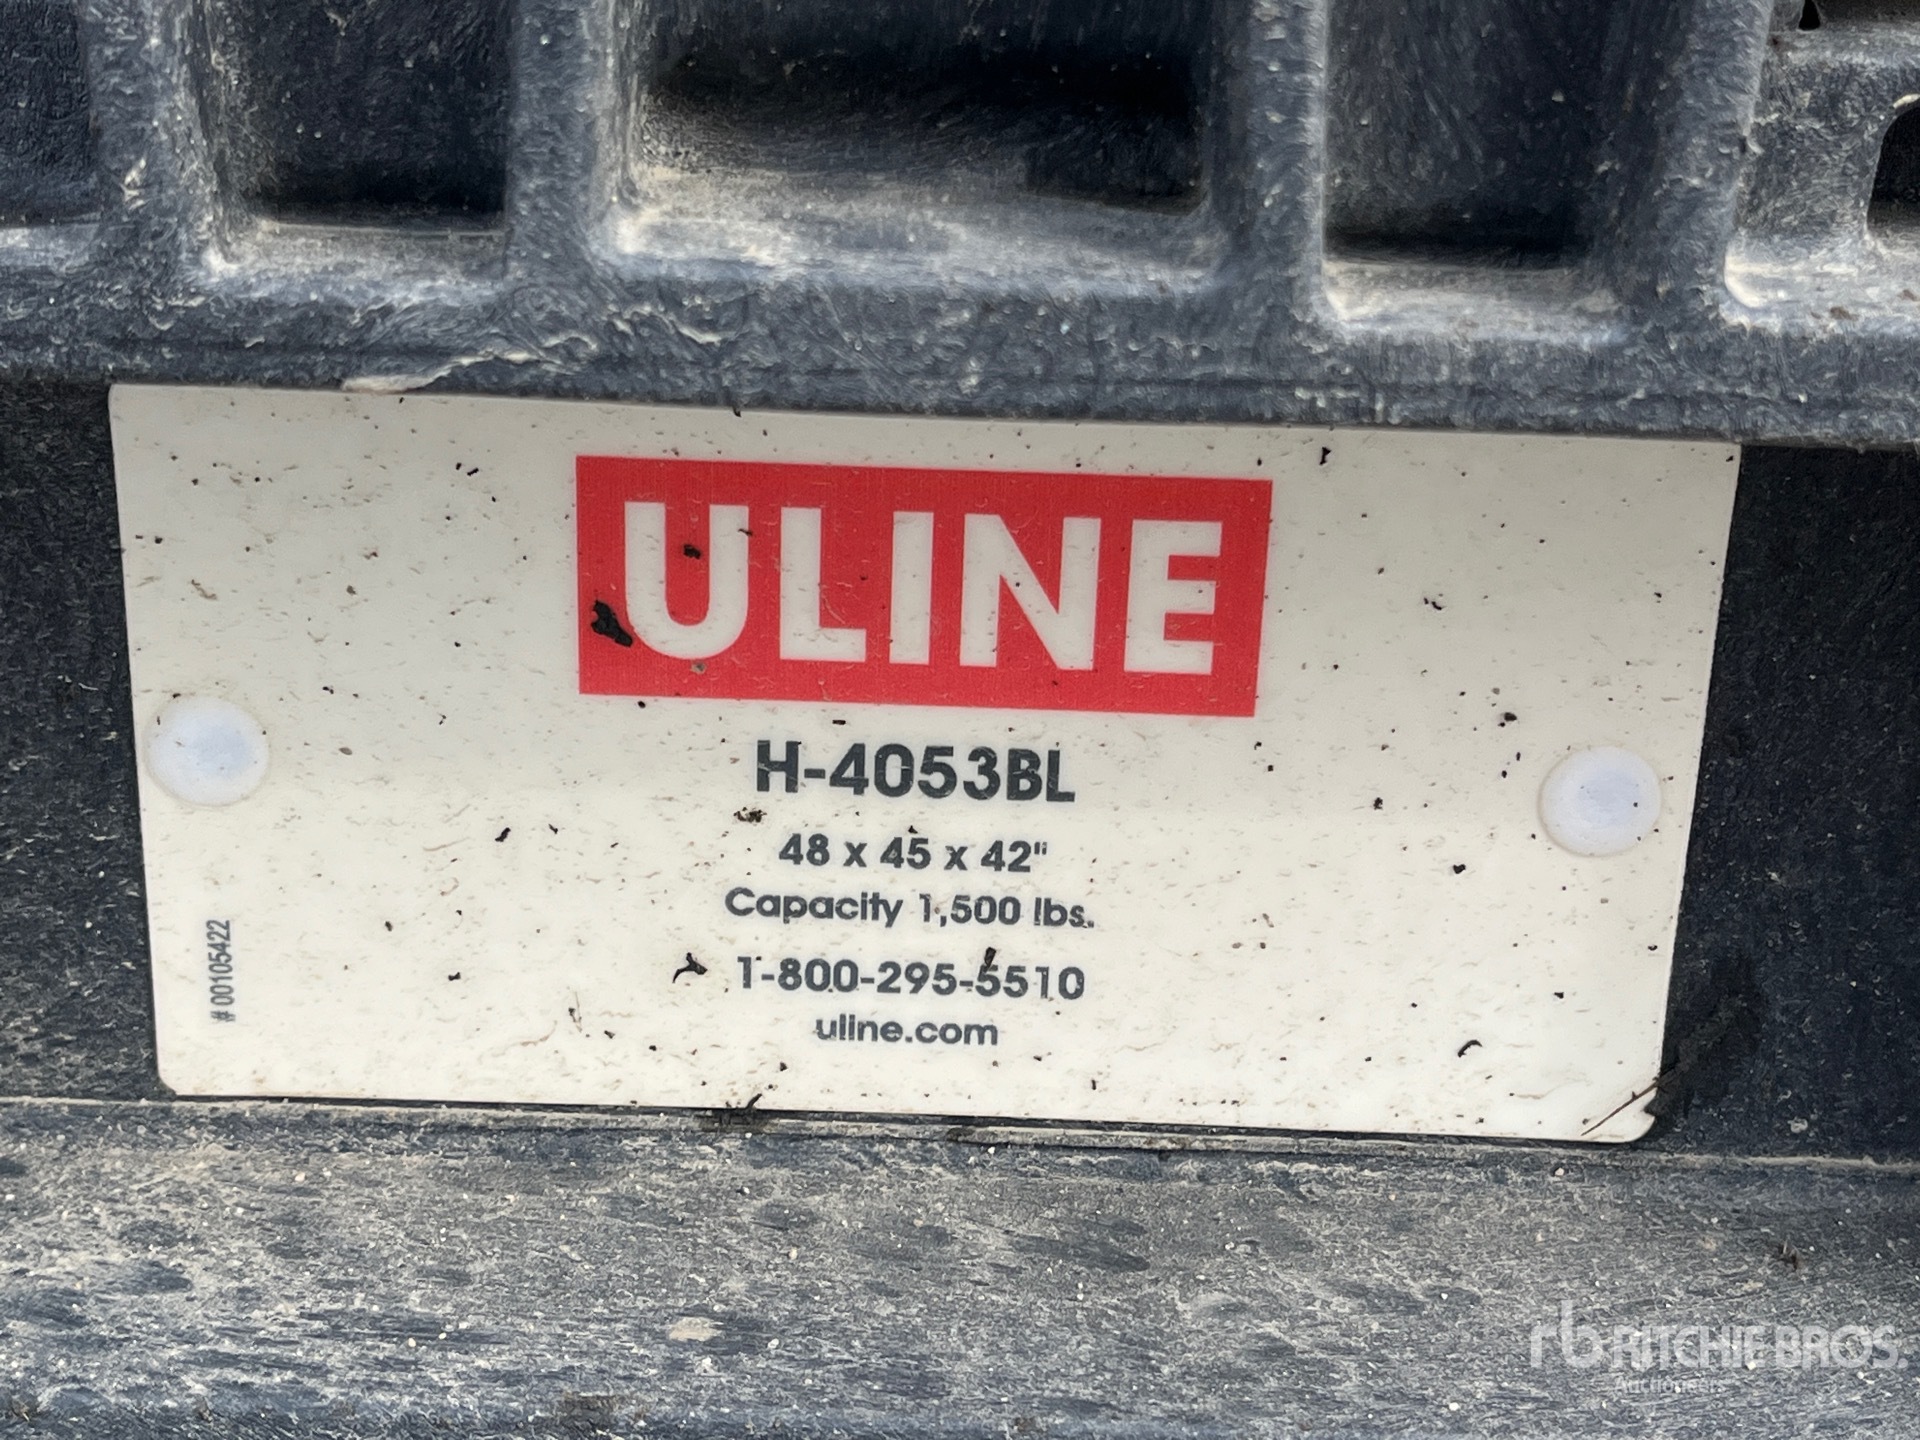 ULINE
H-4053BL
48 x 45 x 42"
Capacity 1,500 lbs.
1-800-295-5510
uline.com
# 00105422
rb RITCHIE BROS.
Auctioneers